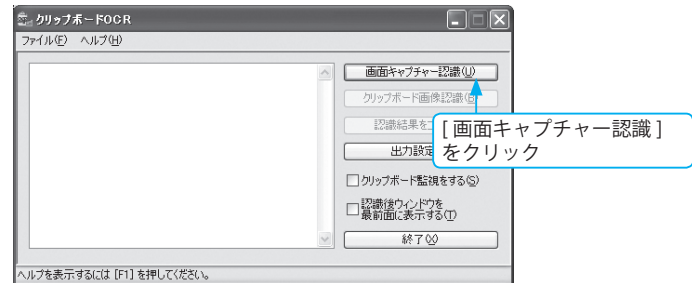 クリップボードOCR
ファイル(F) ヘルプ(H)
画面キャプチャー認識(U)
クリップボード画像認識(B)
認識結果を
出力設定
[ 画面キャプチャー認識 ]
をクリック
クリップボード監視をする(S)
認識後ウィンドウを
最前面に表示する(T)
終了(X)
ヘルプを表示するには [F1] を押してください。